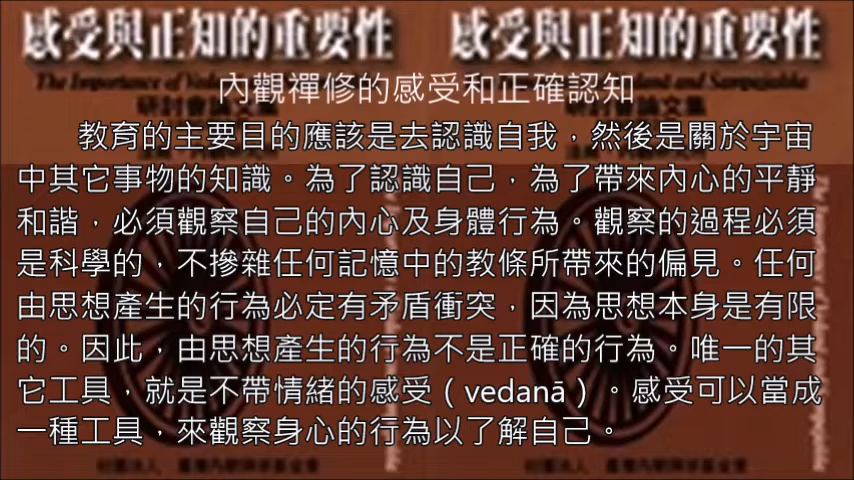 感受與正知的重要性 感受與正知的重要性
內觀禪修的感受和正確認知
教育的主要目的應該是去認識自我，然後是關於宇宙
中其它事物的知識。為了認識自己，為了帶來內心的平靜
和諧，必須觀察自己的內心及身體行為。觀察的過程必須
是科學的，不摻雜任何記憶中的教條所帶來的偏見。任何
由思想產生的行為必定有矛盾衝突，因為思想本身是有限
的。因此，由思想產生的行為不是正確的行為。唯一的其
它工具，就是不帶情緒的感受（vedanā）。感受可以當成
一種工具，來觀察身心的行為以了解自己。